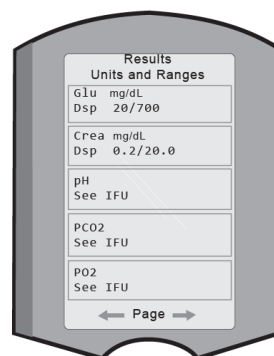 Results
Units and Ranges
Glu mg/dL
Dsp 20/700
Crea mg/dL
Dsp 0.2/20.0
pH
See IFU
PCO2
See IFU
PO2
See IFU
Page